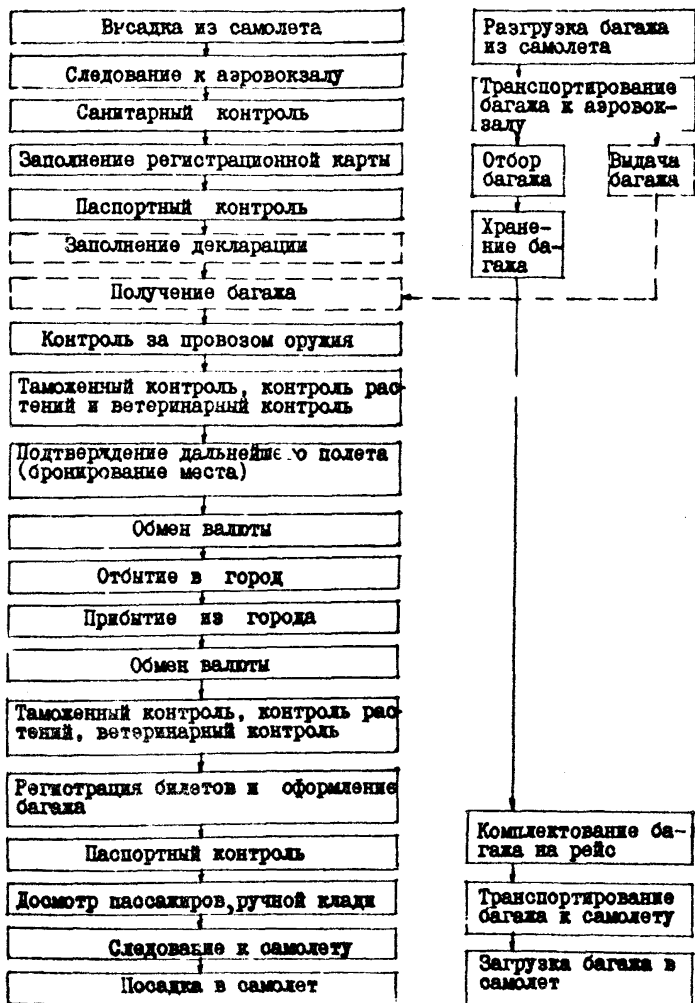 Высадка из самолета
Следование к аэровокзалу
Санитарный контроль
Заполнение регистрационной карты
Паспортный контроль
Заполнение декларации
Получение багажа
Контроль за провозом оружия
Таможенный контроль, контроль рас-
тений и ветеринарный контроль
Подтверждение дальнейшего полета
(бронирование места)
Обмен валюты
Отбытие в город
Прибытие из города
Обмен валюты
Таможенный контроль, контроль рас-
тений, ветеринарный контроль
Регистрация билетов и оформление
багажа
Паспортный контроль
Досмотр пассажиров, ручной клади
Следование к самолету
Посадка в самолет
Разгрузка багажа
из самолета
Транспортирование
багажа к аэровок-
залу
Отбор
багажа
Выдача
багажа
Хране-
ние ба-
гажа
Комплектование ба-
гажа на рейс
Транспортирование
багажа к самолету
Загрузка багажа в
самолет